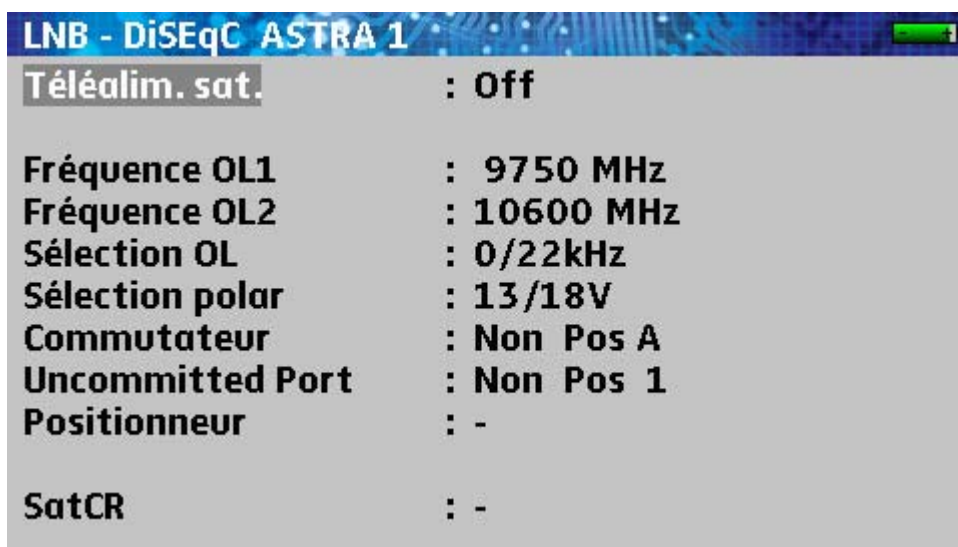 LNB - DiSEqC ASTRA 1
Téléalim. sat. : Off
Fréquence OL1 : 9750 MHz
Fréquence OL2 : 10600 MHz
Sélection OL : 0/22kHz
Sélection polar : 13/18V
Commutateur : Non Pos A
Uncommitted Port : Non Pos 1
Positionneur : -
SatCR : -